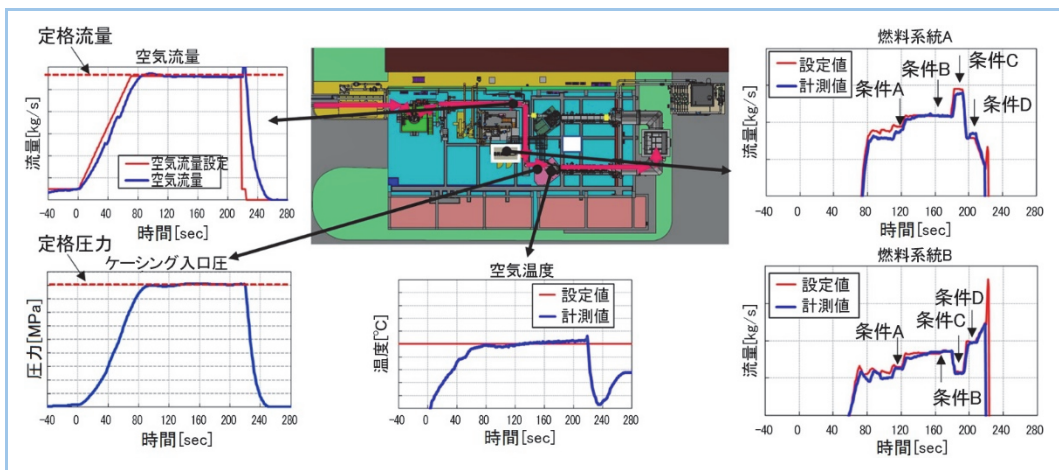 定格流量
空気流量
流量[kg/s]
空気流量設定
空気流量
-40 0 40 80 120 160 200 240 280
時間[sec]
定格圧力
ケーシング入口圧
圧力[MPa]
-40 0 40 80 120 160 200 240 280
時間[sec]
空気温度
設定値
計測値
温度[℃]
-40 0 40 80 120 160 200 240 280
時間[sec]
燃料系統A
設定値
計測値
条件A
条件B
条件C
条件D
流量[kg/s]
-40 0 40 80 120 160 200 240 280
時間[sec]
燃料系統B
設定値
計測値
条件A
条件C
条件D
条件B
流量[kg/s]
-40 0 40 80 120 160 200 240 280
時間[sec]